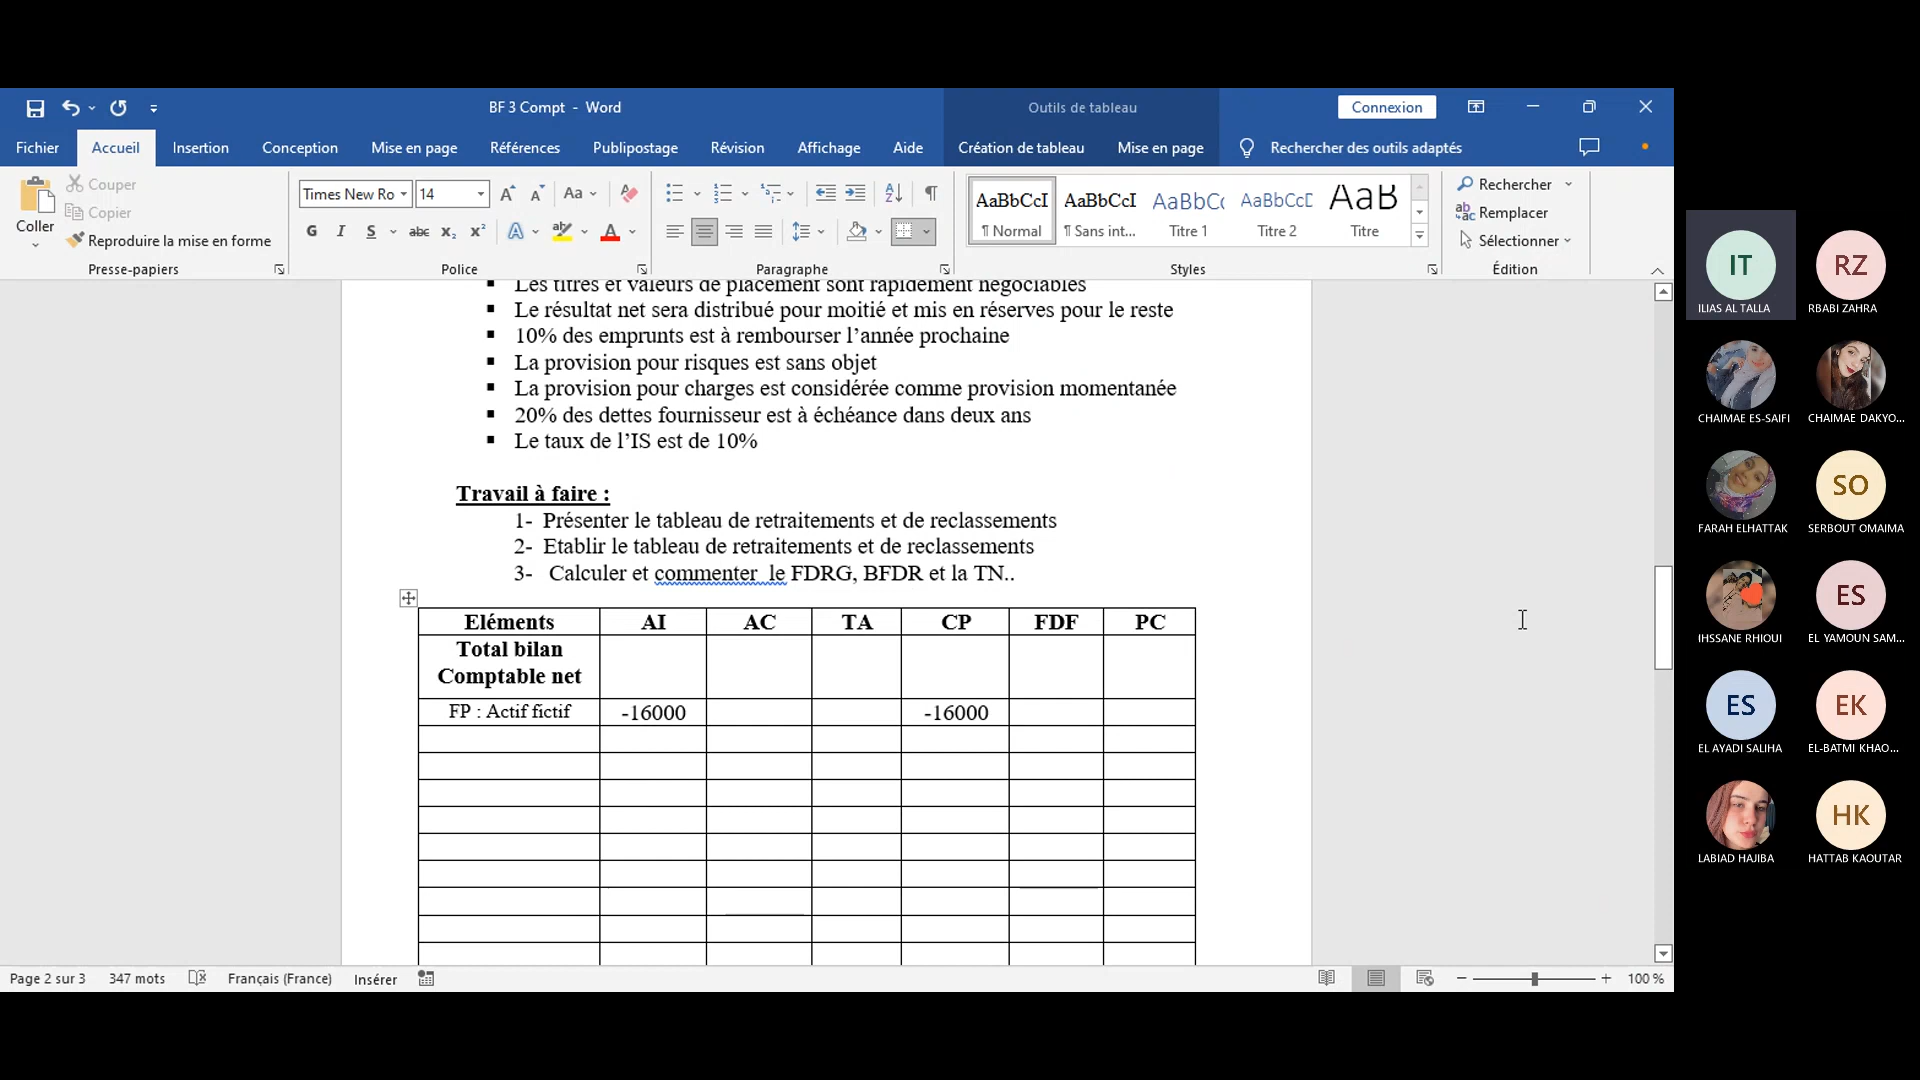 BF 3 Compt - Word
Outils de tableau
Connexion
Fichier
Accueil
Insertion
Conception
Mise en page
Références
Publipostage
Révision
Affichage
Aide
Création de tableau
Mise en page
Rechercher des outils adaptés
Coller
Couper
Copier
Reproduire la mise en forme
Presse-papiers
Times New Ro
14
Aa
G I S abc x₂ x²
A A
Police
Paragraphe
AaBbCcI
¶ Normal
AaBbCcI
¶ Sans int...
AaBbCc
Titre 1
AaBbCcC
Titre 2
AaB
Titre
Styles
Rechercher
Remplacer
Sélectionner
Édition
Les titres et valeurs de placement sont rapidement négociables
Le résultat net sera distribué pour moitié et mis en réserves pour le reste
10% des emprunts est à rembourser l’année prochaine
La provision pour risques est sans objet
La provision pour charges est considérée comme provision momentanée
20% des dettes fournisseur est à échéance dans deux ans
Le taux de l’IS est de 10%
Travail à faire :
1- Présenter le tableau de retraitements et de reclassements
2- Etablir le tableau de retraitements et de reclassements
3- Calculer et commenter le FDRG, BFDR et la TN..
Eléments AI AC TA CP FDF PC
Total bilan
Comptable net
FP : Actif fictif -16000 -16000
Page 2 sur 3
347 mots
Français (France)
Insérer
100 %
IT
ILIAS AL TALLA
RZ
RBABI ZAHRA
CHAIMAE ES-SAIFI
CHAIMAE DAKYO...
FARAH ELHATTAK
SO
SERBOUT OMAIMA
IHSSANE RHIOUI
ES
EL YAMOUN SAM...
ES
EL AYADI SALIHA
EK
EL-BATMI KHAO...
LABIAD HAJIBA
HK
HATTAB KAOUTAR